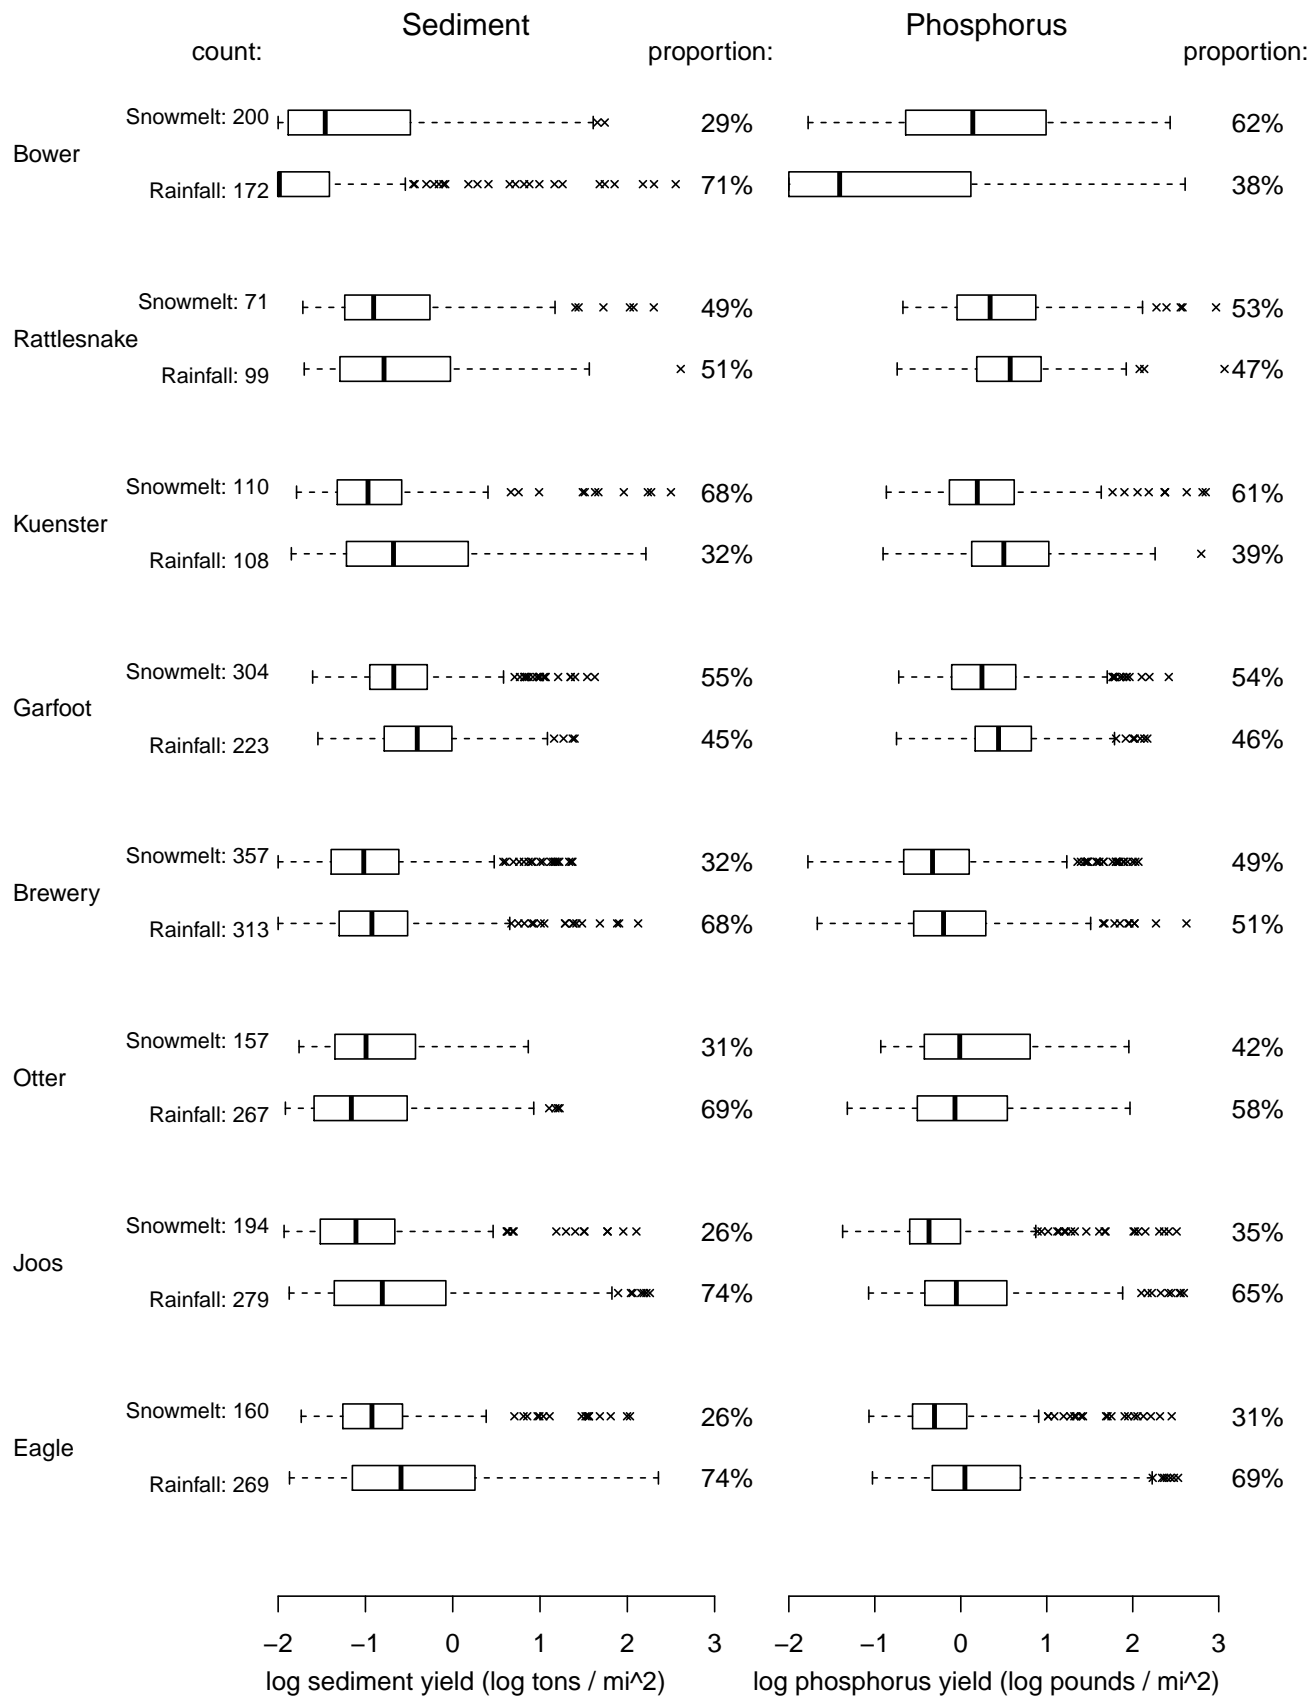 Sediment Phosphorus
count: proportion: proportion:
Snowmelt: 200 29% 62%
Bower
Rainfall: 172 71% 38%
Snowmelt: 71 49% 53%
Rattlesnake
Rainfall: 99 51% 47%
Snowmelt: 110 68% 61%
Kuenster
Rainfall: 108 32% 39%
Snowmelt: 304 55% 54%
Garfoot
Rainfall: 223 45% 46%
Snowmelt: 357 32% 49%
Brewery
Rainfall: 313 68% 51%
Snowmelt: 157 31% 42%
Otter
Rainfall: 267 69% 58%
Snowmelt: 194 26% 35%
Joos
Rainfall: 279 74% 65%
Snowmelt: 160 26% 31%
Eagle
Rainfall: 269 74% 69%
−2 −1 0 1 2 3 −2 −1 0 1 2 3
log sediment yield (log tons / mi^2) log phosphorus yield (log pounds / mi^2)